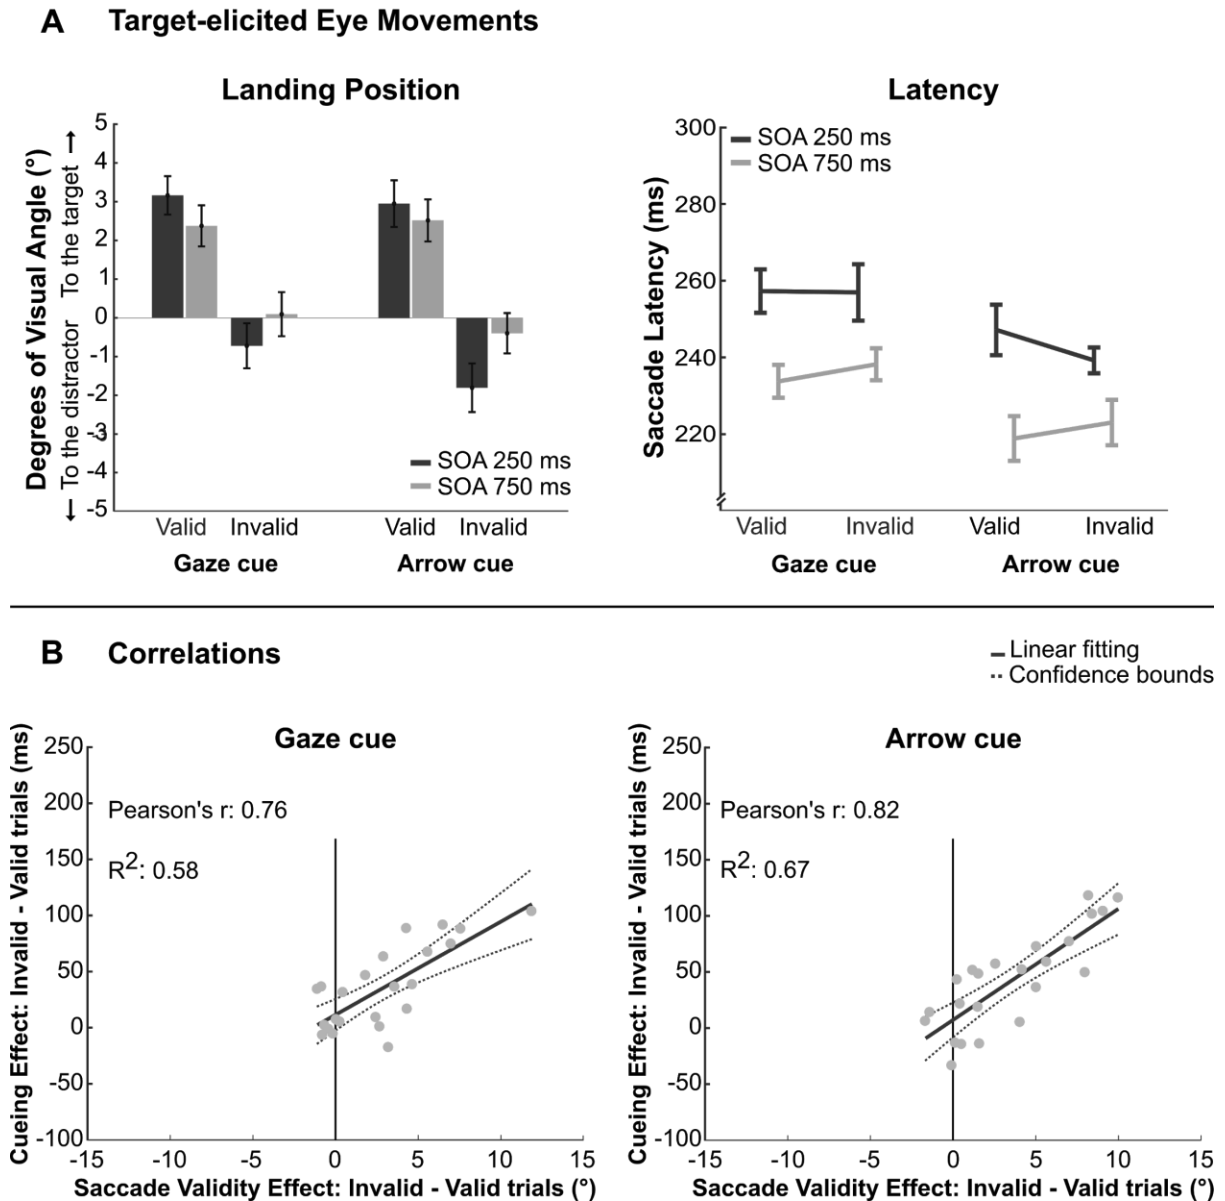 A Target-elicited Eye Movements
Landing Position
Degrees of Visual Angle (°)
To the distractor To the target
5
4
3
2
1
0
-1
-2
-3
-4
-5
SOA 250 ms
SOA 750 ms
Valid Invalid Valid Invalid
Gaze cue Arrow cue
Latency
Saccade Latency (ms)
300
280
260
240
220
SOA 250 ms
SOA 750 ms
Valid Invalid Valid Invalid
Gaze cue Arrow cue
B Correlations
Linear fitting
Confidence bounds
Gaze cue
Cueing Effect: Invalid - Valid trials (ms)
250
200
150
100
50
0
-50
-100
Pearson's r: 0.76
R²: 0.58
-15 -10 -5 0 5 10 15
Saccade Validity Effect: Invalid - Valid trials (°)
Arrow cue
Cueing Effect: Invalid - Valid trials (ms)
250
200
150
100
50
0
-50
-100
Pearson's r: 0.82
R²: 0.67
-15 -10 -5 0 5 10 15
Saccade Validity Effect: Invalid - Valid trials (°)